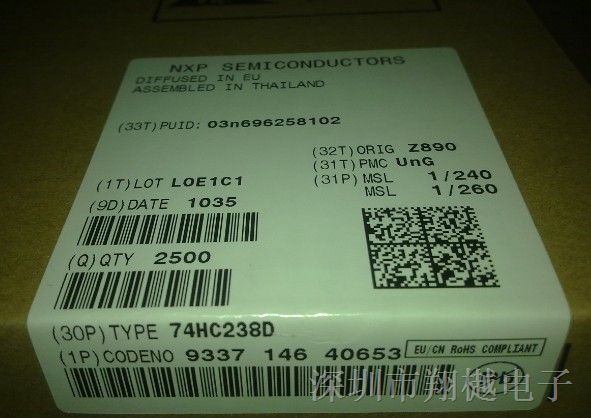 NXP SEMICONDUCTORS
DIFFUSED IN EU
ASSEMBLED IN THAILAND
(33T)PUID: 03n696258102
(32T)ORIG Z890
(31T)PMC UnG
(31P)MSL 1/240
MSL 1/260
(1T)LOT L0E1C1
(9D)DATE 1035
(Q)QTY 2500
(30P)TYPE 74HC238D
(1P)CODENO 9337 146 40653
EU/CN RoHS COMPLIANT
深圳市翔樾电子